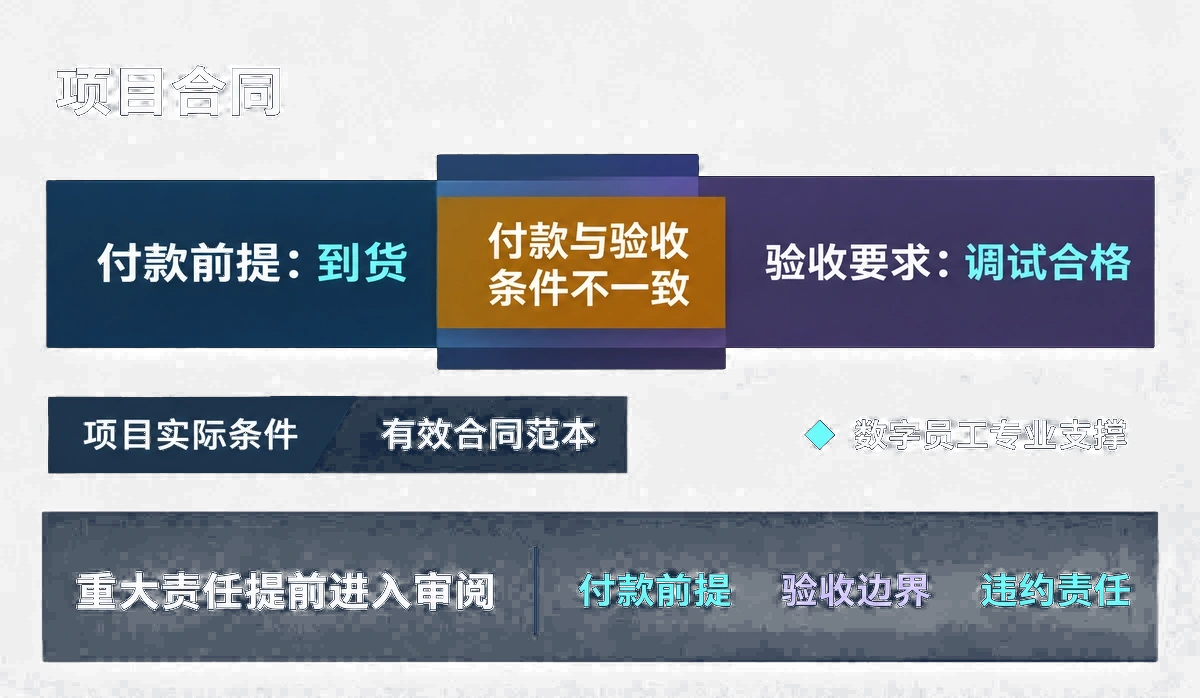 项目合同
付款前提：到货
付款与验收
条件不一致
验收要求：调试合格
项目实际条件
有效合同范本
数字员工专业支撑
重大责任提前进入审阅
付款前提 验收边界 违约责任